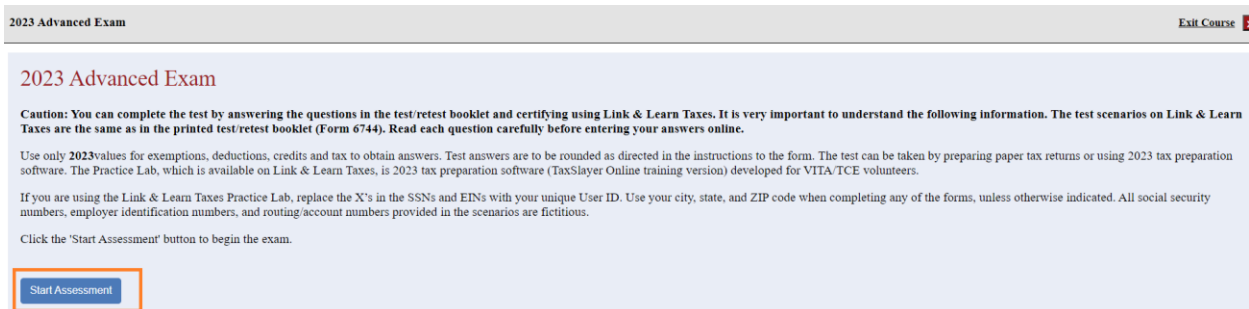 2023 Advanced Exam
Exit Course
2023 Advanced Exam
Caution: You can complete the test by answering the questions in the test/retest booklet and certifying using Link & Learn Taxes. It is very important to understand the following information. The test scenarios on Link & Learn
Taxes are the same as in the printed test/retest booklet (Form 6744). Read each question carefully before entering your answers online.
Use only 2023values for exemptions, deductions, credits and tax to obtain answers. Test answers are to be rounded as directed in the instructions to the form. The test can be taken by preparing paper tax returns or using 2023 tax preparation
software. The Practice Lab, which is available on Link & Learn Taxes, is 2023 tax preparation software (TaxSlayer Online training version) developed for VITA/TCE volunteers.
If you are using the Link & Learn Taxes Practice Lab, replace the X's in the SSNs and EINs with your unique User ID. Use your city, state, and ZIP code when completing any of the forms, unless otherwise indicated. All social security
numbers, employer identification numbers, and routing/account numbers provided in the scenarios are fictitious.
Click the 'Start Assessment' button to begin the exam.
Start Assessment